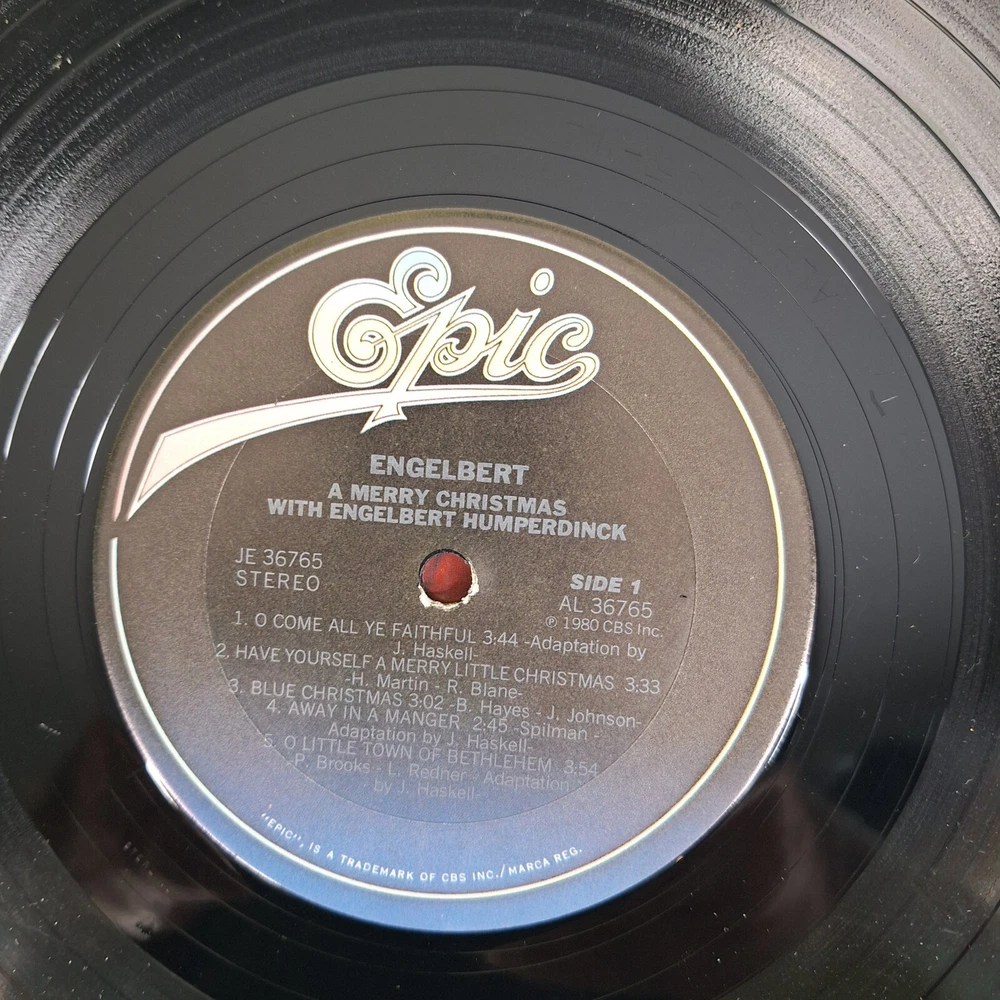 Epic
ENGELBERT
A MERRY CHRISTMAS
WITH ENGELBERT HUMPERDINCK
JE 36765
STEREO
SIDE 1
AL 36765
℗ 1980 CBS Inc.
1. O COME ALL YE FAITHFUL 3:44 -Adaptation by
J. Haskell-
2. HAVE YOURSELF A MERRY LITTLE CHRISTMAS 3:33
-H. Martin - R. Blane-
3. BLUE CHRISTMAS 3:02 -B. Hayes - J. Johnson-
4. AWAY IN A MANGER 2:45 -Spilman -
Adaptation by J. Haskell-
5. O LITTLE TOWN OF BETHLEHEM 3:54
-P. Brooks - L. Redner - Adaptation
by J. Haskell-
"EPIC", IS A TRADEMARK OF CBS INC./MARCA REG.